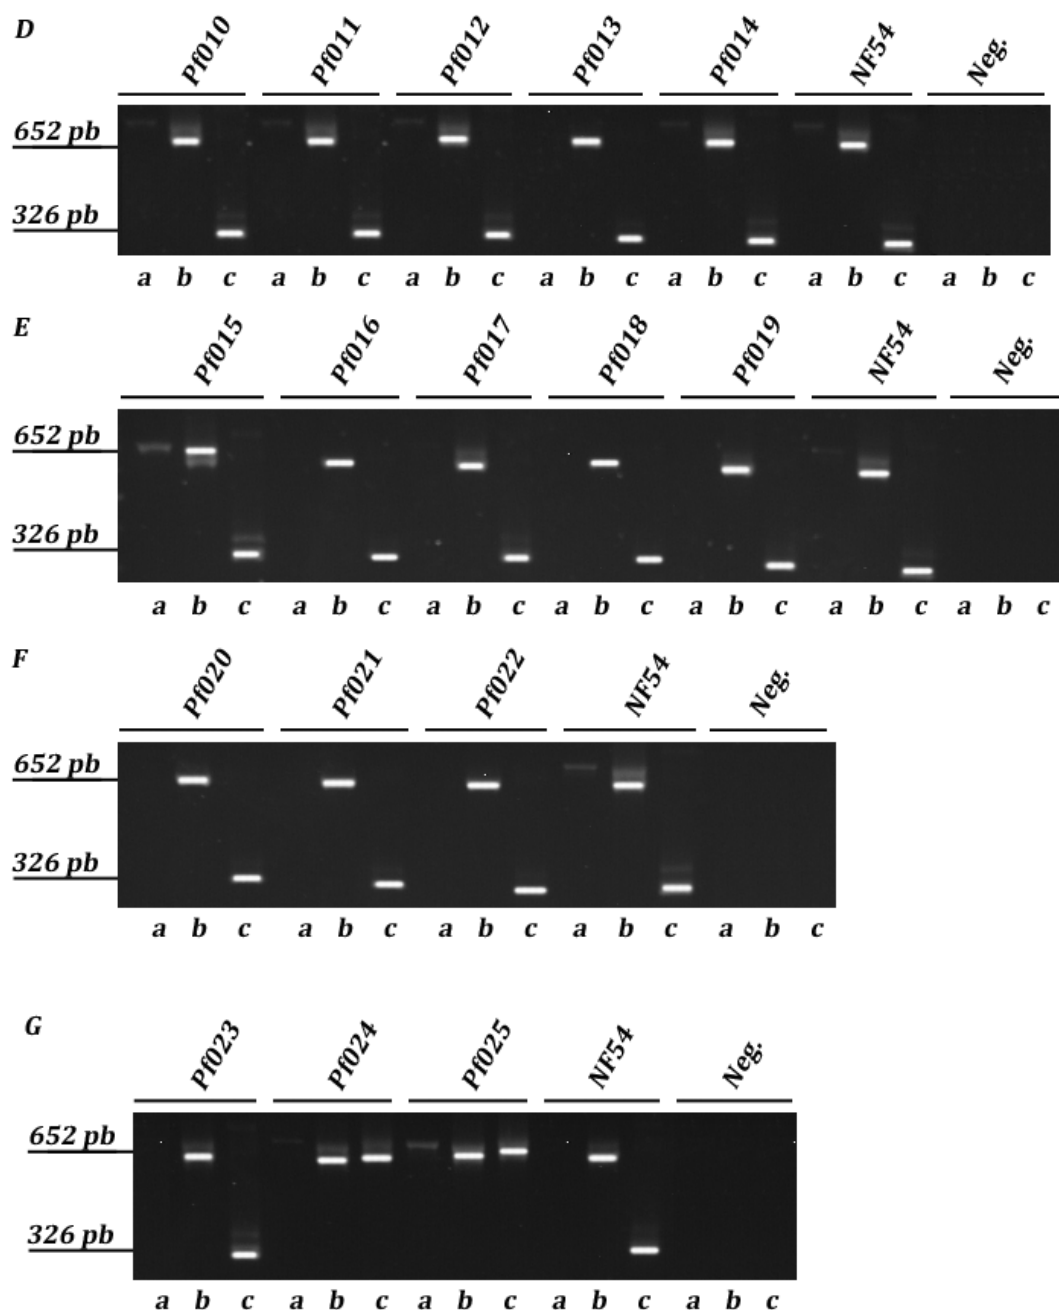 D
Pf010 Pf011 Pf012 Pf013 Pf014 NF54 Neg.
652 pb
326 pb
a b c a b c a b c a b c a b c a b c a b c
E
Pf015 Pf016 Pf017 Pf018 Pf019 NF54 Neg.
652 pb
326 pb
a b c a b c a b c a b c a b c a b c a b c
F
Pf020 Pf021 Pf022 NF54 Neg.
652 pb
326 pb
a b c a b c a b c a b c a b c
G
Pf023 Pf024 Pf025 NF54 Neg.
652 pb
326 pb
a b c a b c a b c a b c a b c